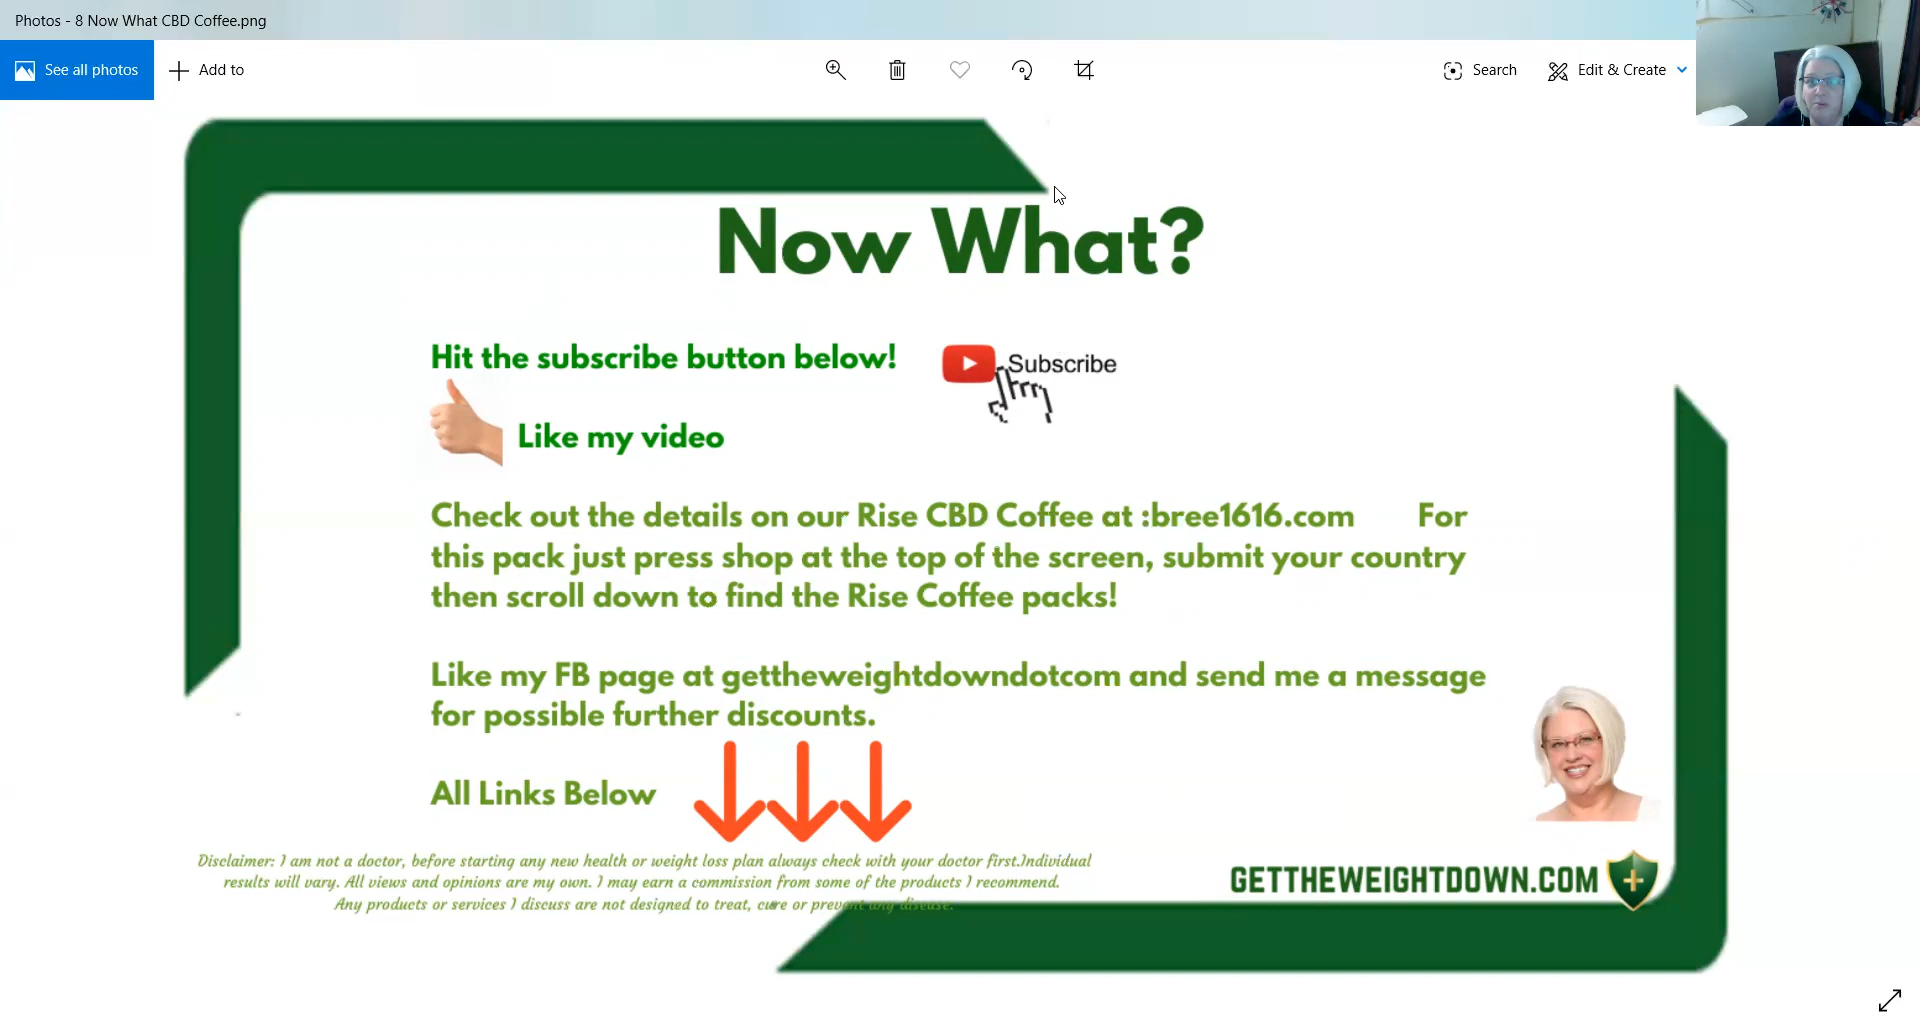 Photos - 8 Now What CBD Coffee.png
See all photos
Add to
Search
Edit & Create
Now What?
Hit the subscribe button below!
Subscribe
Like my video
Check out the details on our Rise CBD Coffee at :bree1616.com For
this pack just press shop at the top of the screen, submit your country
then scroll down to find the Rise Coffee packs!
Like my FB page at gettheweightdowndotcom and send me a message
for possible further discounts.
All Links Below
Disclaimer: I am not a doctor, before starting any new health or weight loss plan always check with your doctor first.Individual
results will vary. All views and opinions are my own. I may earn a commission from some of the products I recommend.
Any products or services I discuss are not designed to treat, cure or prevent any disease.
GETTHEWEIGHTDOWN.COM